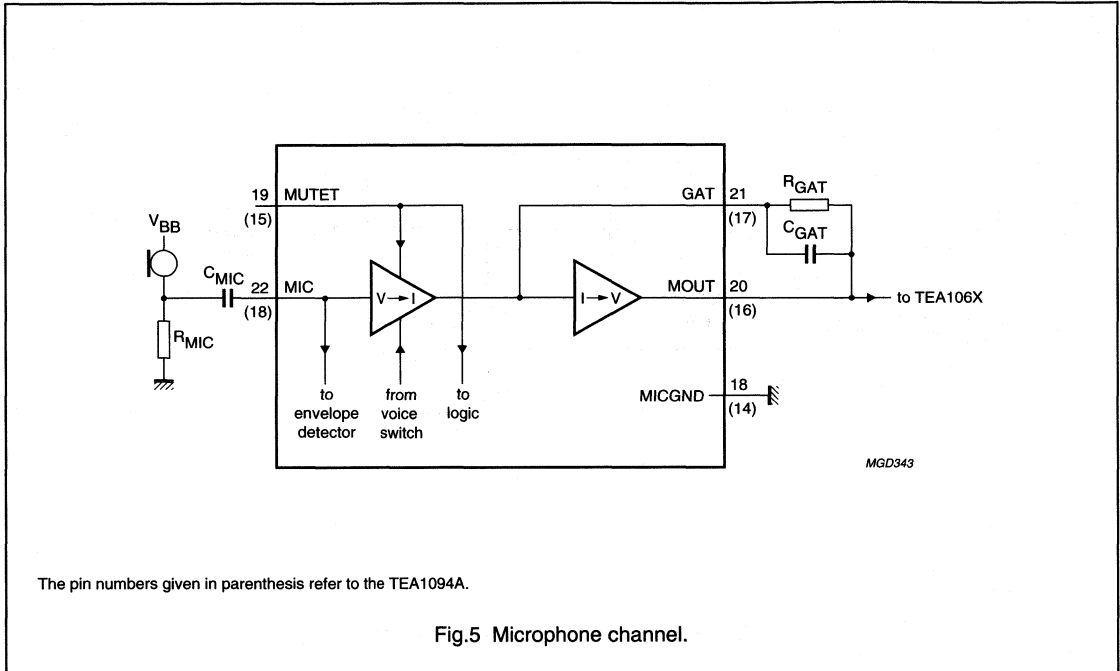 19 MUTET
(15)
GAT 21
(17)
RGAT
CGAT
VBB
CMIC
22 MIC
(18)
RMIC
V→I
I→V
MOUT 20
(16)
to TEA106X
to
envelope
detector
from
voice
switch
to
logic
MICGND 18
(14)
MGD343
The pin numbers given in parenthesis refer to the TEA1094A.
Fig.5 Microphone channel.